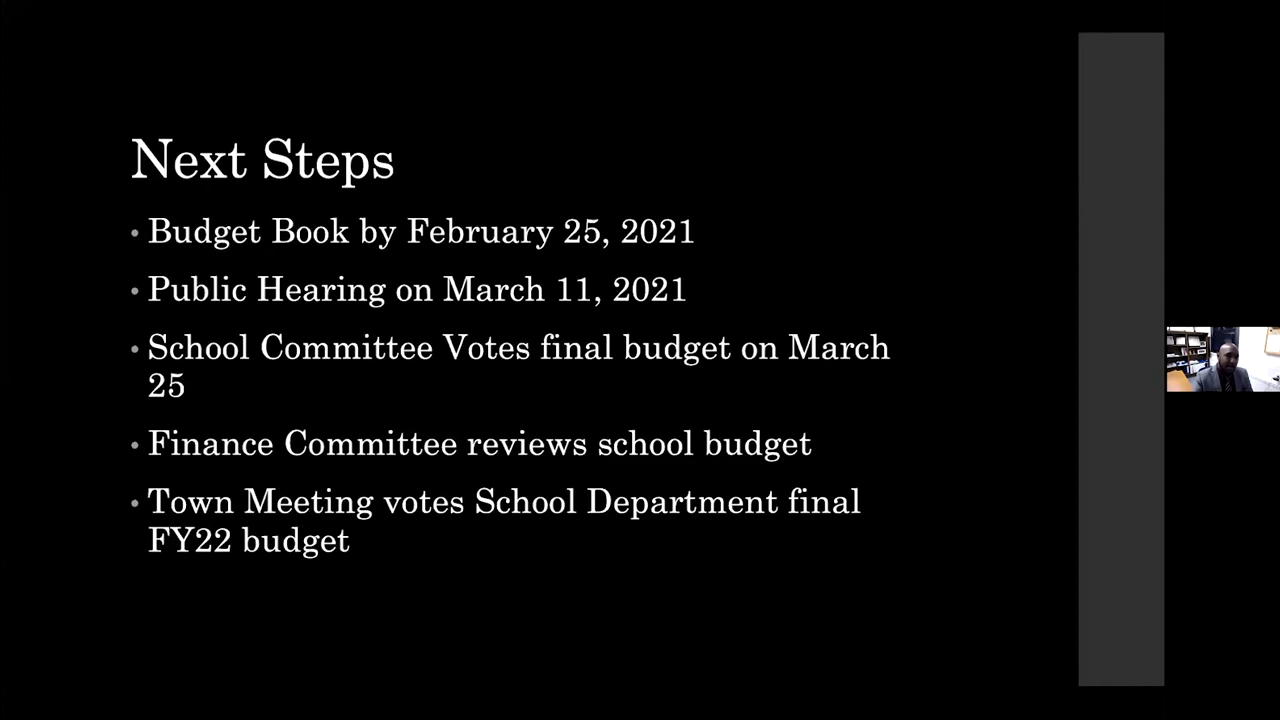 Next Steps
• Budget Book by February 25, 2021
• Public Hearing on March 11, 2021
• School Committee Votes final budget on March
25
• Finance Committee reviews school budget
• Town Meeting votes School Department final
FY22 budget